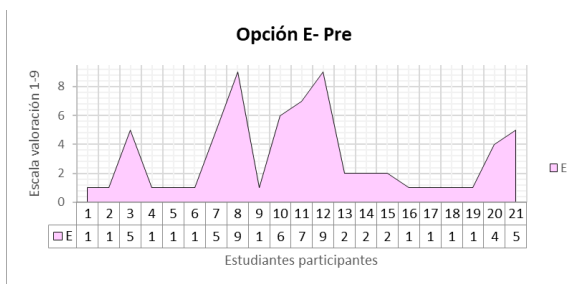 Opción E- Pre
Escala valoración 1-9
8
6
4
2
0
1 2 3 4 5 6 7 8 9 10 11 12 13 14 15 16 17 18 19 20 21
E 1 1 5 1 1 1 5 9 1 6 7 9 2 2 2 1 1 1 1 4 5
Estudiantes participantes
E